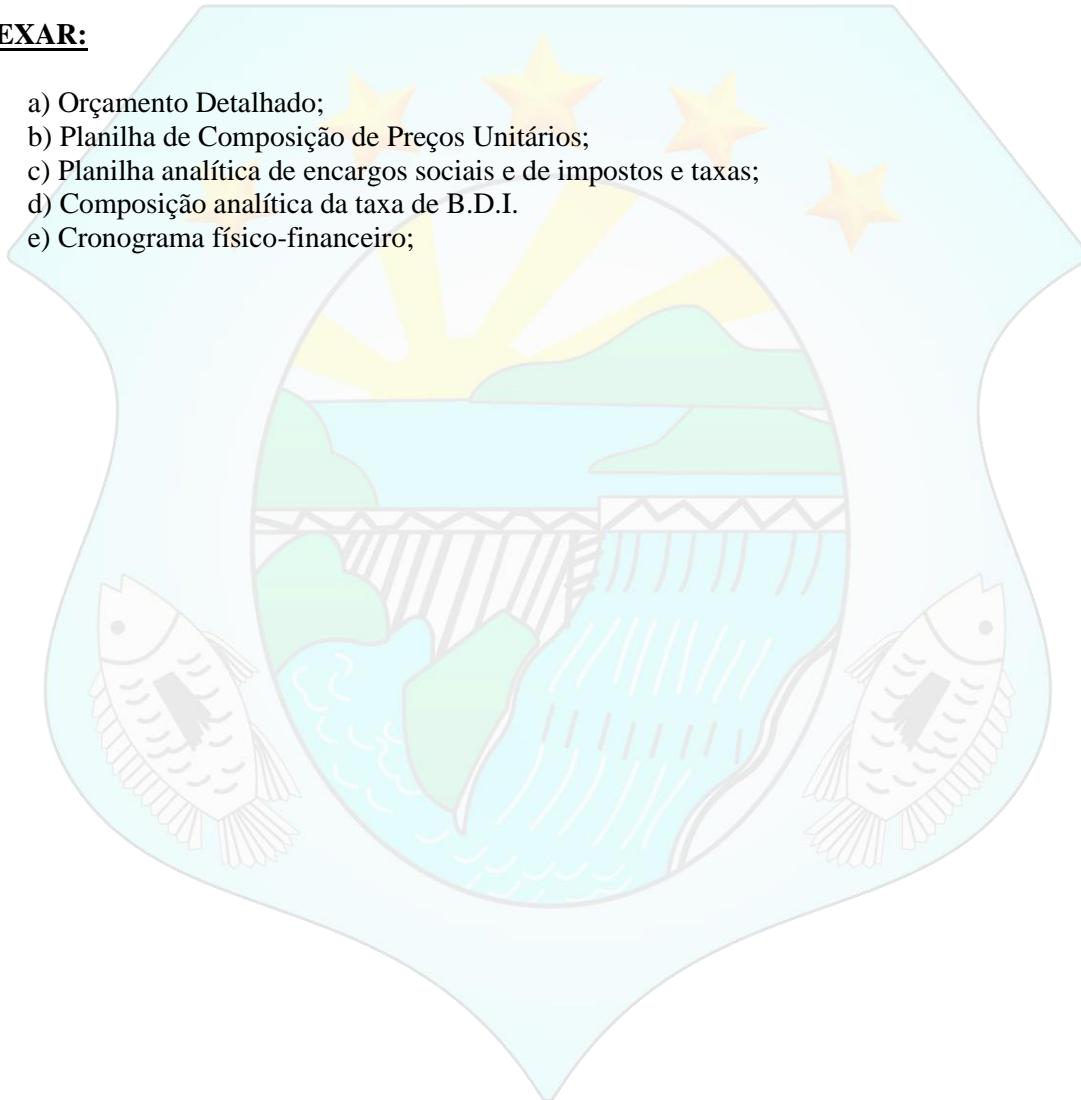 EXAR:
a) Orçamento Detalhado;
b) Planilha de Composição de Preços Unitários;
c) Planilha analítica de encargos sociais e de impostos e taxas;
d) Composição analítica da taxa de B.D.I.
e) Cronograma físico-financeiro;